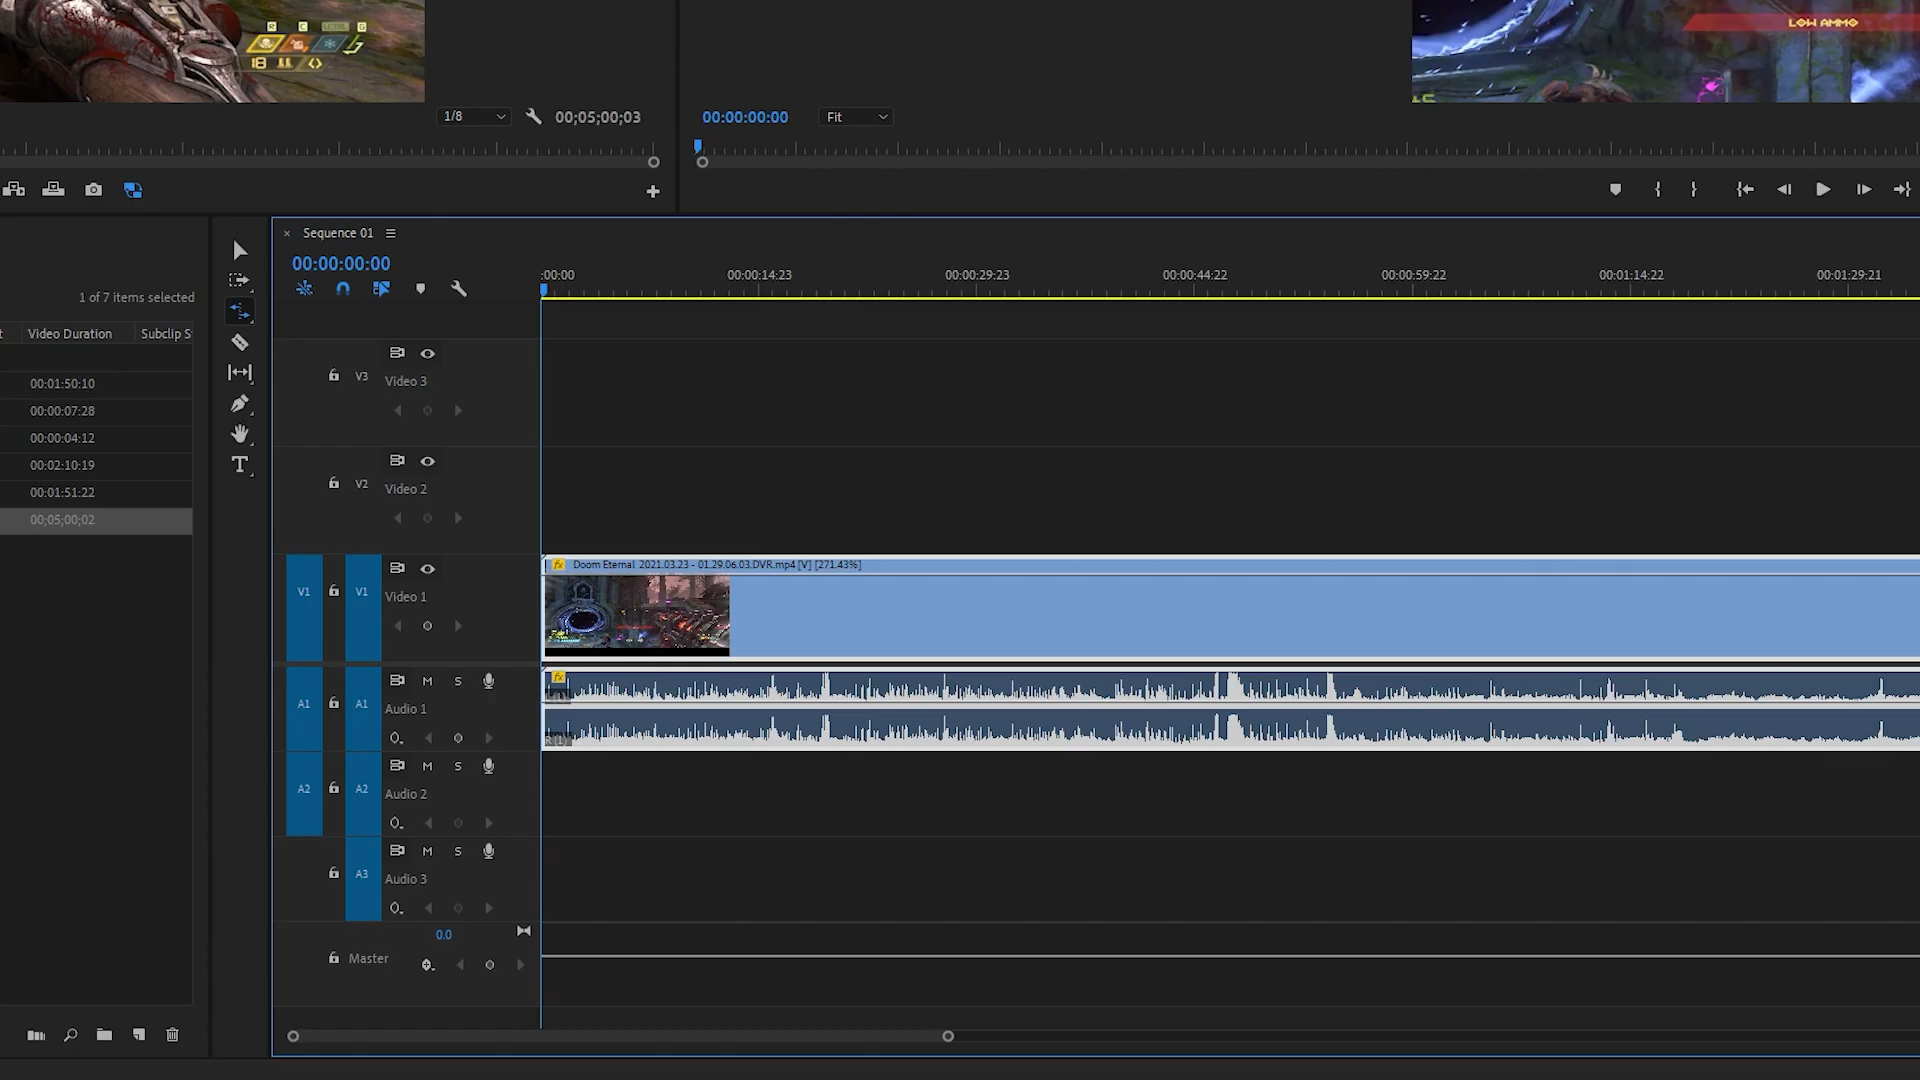 R C G
18
LOW AMMO
1/8 00;05;00;03 00:00:00:00 Fit
× Sequence 01
00:00:00:00
:00:00 00:00:14:23 00:00:29:23 00:00:44:22 00:00:59:22 00:01:14:22 00:01:29:21
1 of 7 items selected
t Video Duration Subclip S
00:01:50:10
00:00:07:28
00:00:04:12
00:02:10:19
00:01:51:22
00;05;00;02
T
V3 Video 3
V2 Video 2
fx Doom Eternal 2021.03.23 - 01.29.06.03.DVR.mp4 [V] [271.43%]
V1 V1 Video 1
fx
M S
A1 A1 Audio 1
M S
A2 A2 Audio 2
M S
A3 Audio 3
0.0
Master